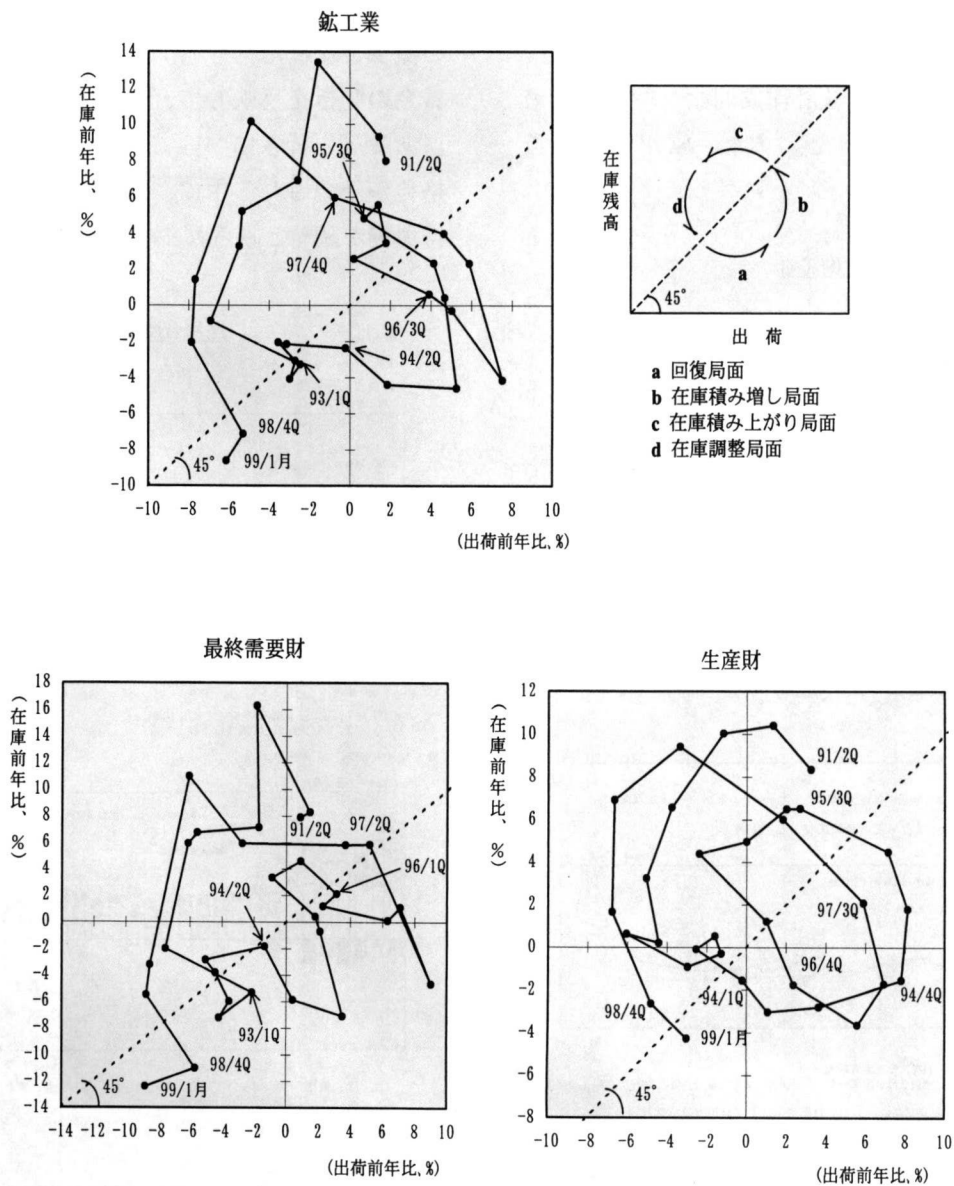 鉱工業
(在庫前年比、%)
14
12
10
8
6
4
2
0
-2
-4
-6
-8
-10
95/3Q
91/2Q
97/4Q
96/3Q
94/2Q
93/1Q
98/4Q
99/1月
45°
-10 -8 -6 -4 -2 0 2 4 6 8 10
(出荷前年比,%)
在庫残高
c
d
b
a
45°
出 荷
a 回復局面
b 在庫積み増し局面
c 在庫積み上がり局面
d 在庫調整局面
最終需要財
(在庫前年比、%)
18
16
14
12
10
8
6
4
2
0
-2
-4
-6
-8
-10
-12
-14
91/2Q
97/2Q
96/1Q
94/2Q
93/1Q
98/4Q
99/1月
45°
-14 -12 -10 -8 -6 -4 -2 0 2 4 6 8 10
(出荷前年比,%)
生産財
(在庫前年比、%)
12
10
8
6
4
2
0
-2
-4
-6
-8
91/2Q
95/3Q
97/3Q
96/4Q
94/1Q
94/4Q
98/4Q
99/1月
45°
-10 -8 -6 -4 -2 0 2 4 6 8 10
(出荷前年比,%)